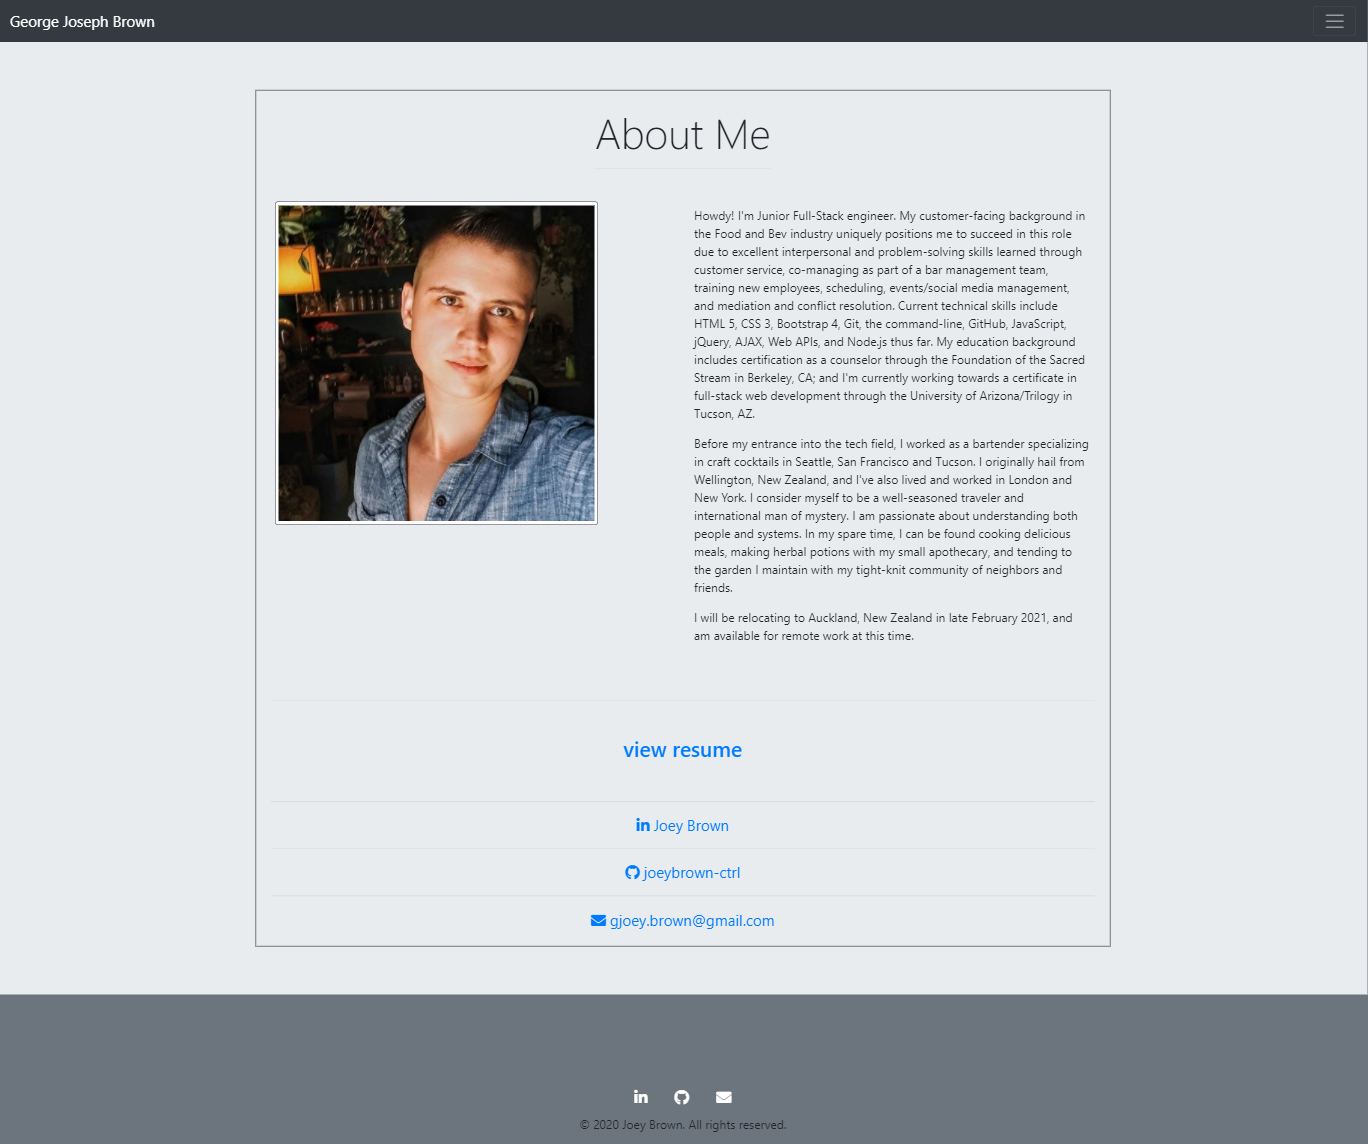 George Joseph Brown
About Me
Howdy! I'm Junior Full-Stack engineer. My customer-facing background in
the Food and Bev industry uniquely positions me to succeed in this role
due to excellent interpersonal and problem-solving skills learned through
customer service, co-managing as part of a bar management team,
training new employees, scheduling, events/social media management,
and mediation and conflict resolution. Current technical skills include
HTML 5, CSS 3, Bootstrap 4, Git, the command-line, GitHub, JavaScript,
jQuery, AJAX, Web APIs, and Node.js thus far. My education background
includes certification as a counselor through the Foundation of the Sacred
Stream in Berkeley, CA; and I'm currently working towards a certificate in
full-stack web development through the University of Arizona/Trilogy in
Tucson, AZ.
Before my entrance into the tech field, I worked as a bartender specializing
in craft cocktails in Seattle, San Francisco and Tucson. I originally hail from
Wellington, New Zealand, and I've also lived and worked in London and
New York. I consider myself to be a well-seasoned traveler and
international man of mystery. I am passionate about understanding both
people and systems. In my spare time, I can be found cooking delicious
meals, making herbal potions with my small apothecary, and tending to
the garden I maintain with my tight-knit community of neighbors and
friends.
I will be relocating to Auckland, New Zealand in late February 2021, and
am available for remote work at this time.
view resume
in Joey Brown
joeybrown-ctrl
gjoey.brown@gmail.com
in
© 2020 Joey Brown. All rights reserved.